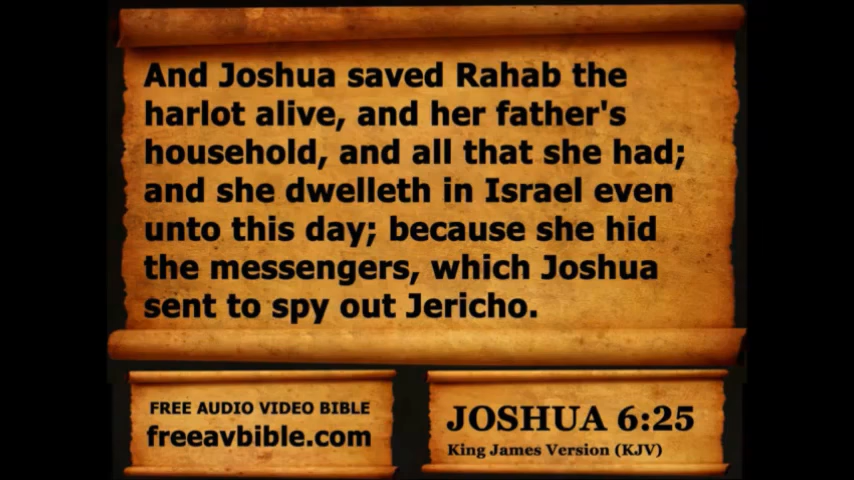 And Joshua saved Rahab the
harlot alive, and her father's
household, and all that she had;
and she dwelleth in Israel even
unto this day; because she hid
the messengers, which Joshua
sent to spy out Jericho.
FREE AUDIO VIDEO BIBLE
freeavbible.com
JOSHUA 6:25
King James Version (KJV)